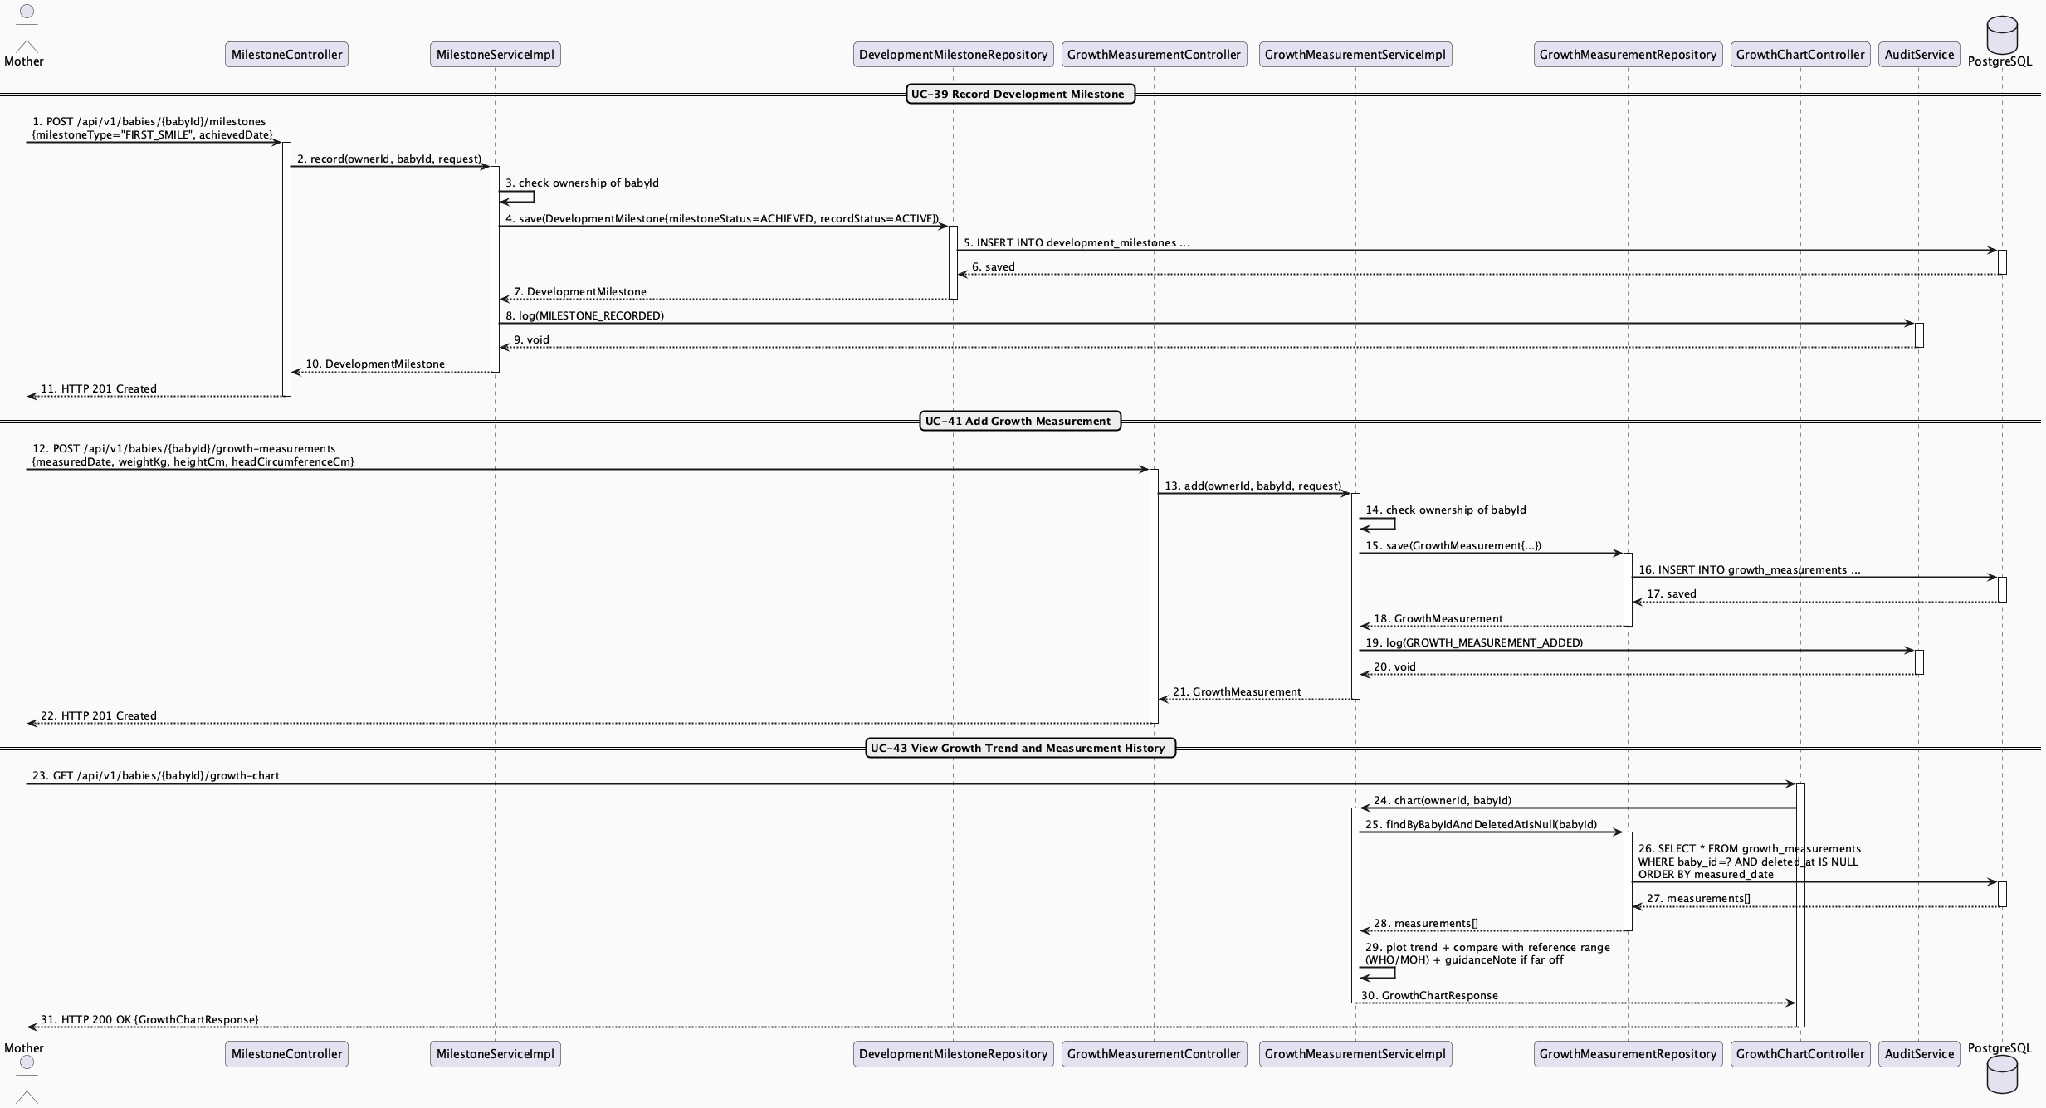 Mother
MilestoneController
MilestoneServiceImpl
DevelopmentMilestoneRepository
GrowthMeasurementController
GrowthMeasurementServiceImpl
GrowthMeasurementRepository
GrowthChartController
AuditService
PostgreSQL
UC-39 Record Development Milestone
1. POST /api/v1/babies/{babyId}/milestones
{milestoneType="FIRST_SMILE", achievedDate}
2. record(ownerId, babyId, request)
3. check ownership of babyId
4. save(DevelopmentMilestone{milestoneStatus=ACHIEVED, recordStatus=ACTIVE})
5. INSERT INTO development_milestones ...
6. saved
7. DevelopmentMilestone
8. log(MILESTONE_RECORDED)
9. void
10. DevelopmentMilestone
11. HTTP 201 Created
UC-41 Add Growth Measurement
12. POST /api/v1/babies/{babyId}/growth-measurements
{measuredDate, weightKg, heightCm, headCircumferenceCm}
13. add(ownerId, babyId, request)
14. check ownership of babyId
15. save(GrowthMeasurement{...})
16. INSERT INTO growth_measurements ...
17. saved
18. GrowthMeasurement
19. log(GROWTH_MEASUREMENT_ADDED)
20. void
21. GrowthMeasurement
22. HTTP 201 Created
UC-43 View Growth Trend and Measurement History
23. GET /api/v1/babies/{babyId}/growth-chart
24. chart(ownerId, babyId)
25. findByBabyIdAndDeletedAtIsNull(babyId)
26. SELECT * FROM growth_measurements
WHERE baby_id=? AND deleted_at IS NULL
ORDER BY measured_date
27. measurements[]
28. measurements[]
29. plot trend + compare with reference range
(WHO/MOH) + guidanceNote if far off
30. GrowthChartResponse
31. HTTP 200 OK {GrowthChartResponse}
Mother
MilestoneController
MilestoneServiceImpl
DevelopmentMilestoneRepository
GrowthMeasurementController
GrowthMeasurementServiceImpl
GrowthMeasurementRepository
GrowthChartController
AuditService
PostgreSQL